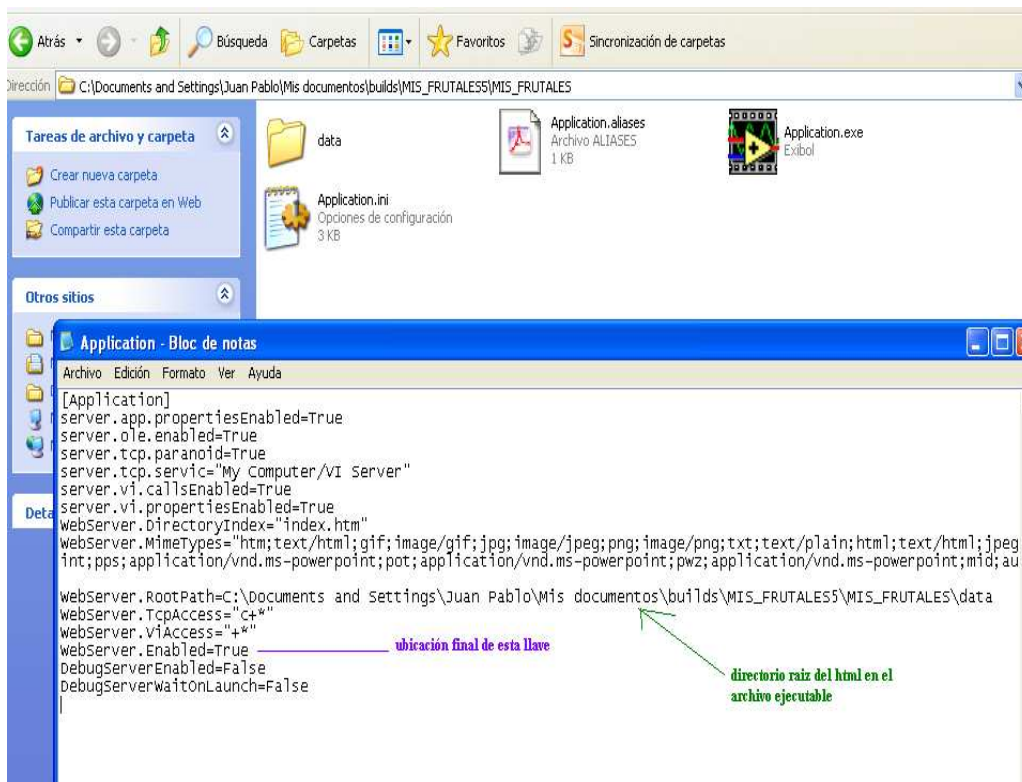 Atrás
Búsqueda
Carpetas
Favoritos
Sincronización de carpetas
Dirección
C:\Documents and Settings\Juan Pablo\Mis documentos\builds\MIS_FRUTALES5\MIS_FRUTALES
Tareas de archivo y carpeta
Crear nueva carpeta
Publicar esta carpeta en Web
Compartir esta carpeta
Otros sitios
data
Application.aliases
Archivo ALIASES
1 KB
Application.exe
Exibol
Application.ini
Opciones de configuración
3 KB
Application - Bloc de notas
Archivo Edición Formato Ver Ayuda
[Application]
server.app.propertiesEnabled=True
server.ole.enabled=True
server.tcp.paranoid=True
server.tcp.servic="My Computer/VI Server"
server.vi.callsEnabled=True
server.vi.propertiesEnabled=True
WebServer.DirectoryIndex="index.htm"
WebServer.MimeTypes="htm;text/html;gif;image/gif;jpg;image/jpeg;png;image/png;txt;text/plain;html;text/html;jpeg
int;pps;application/vnd.ms-powerpoint;pot;application/vnd.ms-powerpoint;pwz;application/vnd.ms-powerpoint;mid;au
WebServer.RootPath=C:\Documents and Settings\Juan Pablo\Mis documentos\builds\MIS_FRUTALES5\MIS_FRUTALES\data
WebServer.TcpAccess="c+*"
WebServer.ViAccess="+*"
WebServer.Enabled=True
ubicación final de esta llave
DebugServerEnabled=False
DebugServerWaitOnLaunch=False
directorio raiz del html en el
archivo ejecutable
Deta